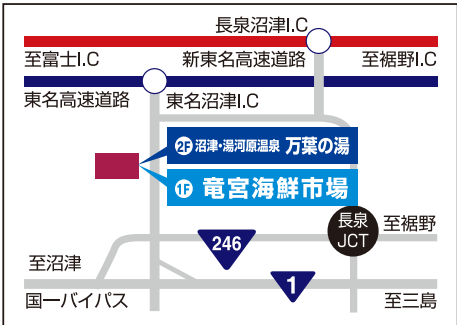 長泉沼津I.C
至富士I.C
新東名高速道路
至裾野I.C
東名高速道路
東名沼津I.C
2F 沼津・湯河原温泉 万葉の湯
1F 竜宮海鮮市場
長泉
JCT
至裾野
246
至沼津
1
国一バイパス
至三島